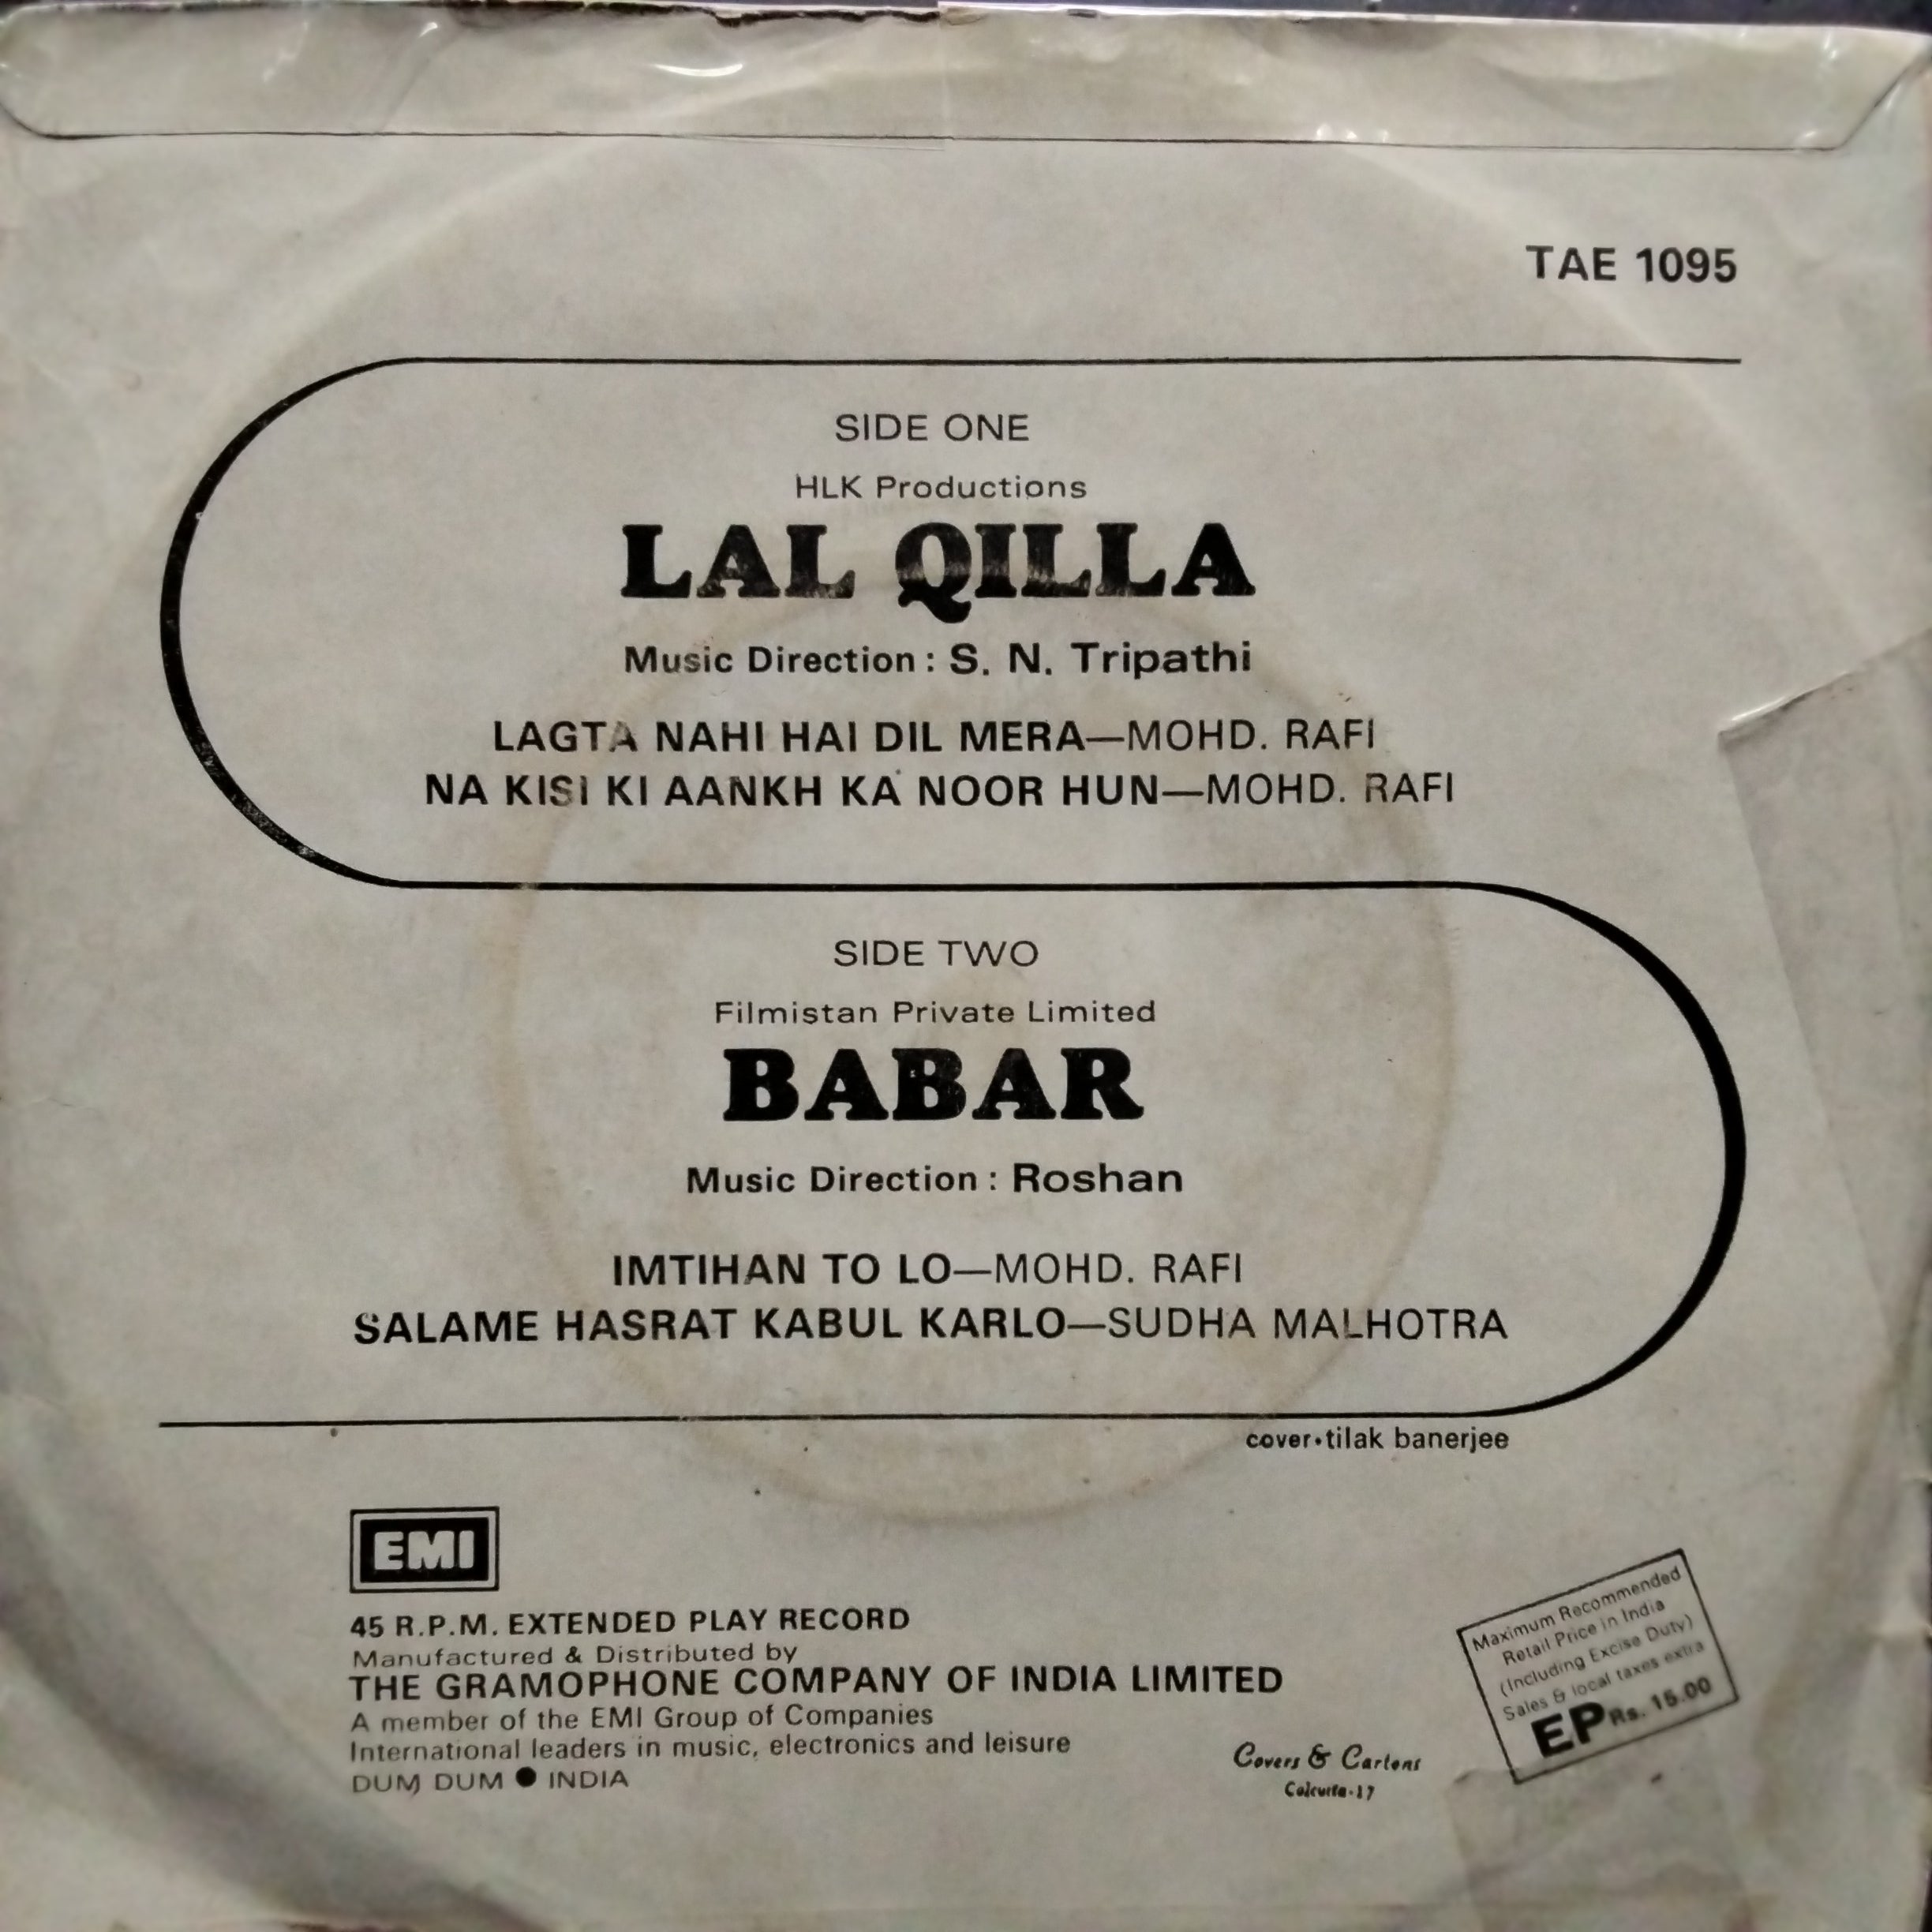 TAE 1095
SIDE ONE
HLK Productions
LAL QILLA
Music Direction : S. N. Tripathi
LAGTA NAHI HAI DIL MERA—MOHD. RAFI
NA KISI KI AANKH KA NOOR HUN—MOHD. RAFI
SIDE TWO
Filmistan Private Limited
BABAR
Music Direction : Roshan
IMTIHAN TO LO—MOHD. RAFI
SALAME HASRAT KABUL KARLO—SUDHA MALHOTRA
cover•tilak banerjee
EMI
45 R.P.M. EXTENDED PLAY RECORD
Manufactured & Distributed by
THE GRAMOPHONE COMPANY OF INDIA LIMITED
A member of the EMI Group of Companies
International leaders in music, electronics and leisure
DUM DUM ● INDIA
Covers & Cartons
Calcutta-17
Maximum Recommended
Retail Price in India
(Including Excise Duty)
Sales & local taxes extra
EP Rs. 15.00